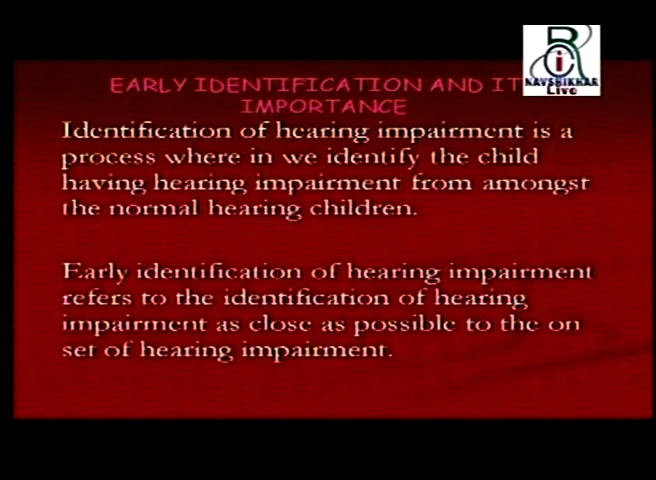 RCi
NAVSHIKHAR
Live
EARLY IDENTIFICATION AND IT
IMPORTANCE
Identification of hearing impairment is a
process where in we identify the child
having hearing impairment from amongst
the normal hearing children.
Early identification of hearing impairment
refers to the identification of hearing
impairment as close as possible to the on
set of hearing impairment.